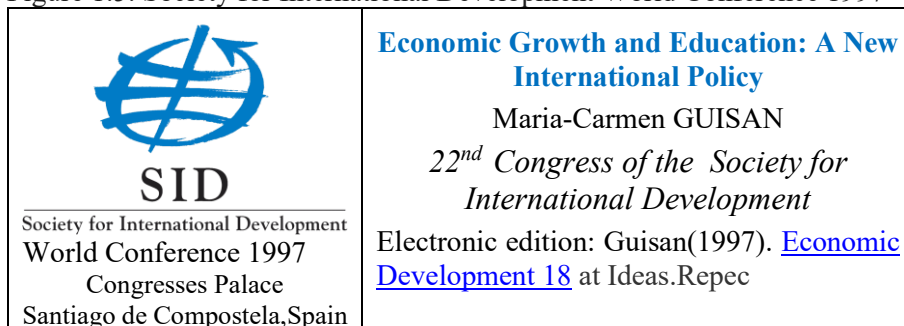 SID
Society for International Development
World Conference 1997
Congresses Palace
Santiago de Compostela,Spain
Economic Growth and Education: A New
International Policy
Maria-Carmen GUISAN
22nd Congress of the Society for
International Development
Electronic edition: Guisan(1997). Economic
Development 18 at Ideas.Repec